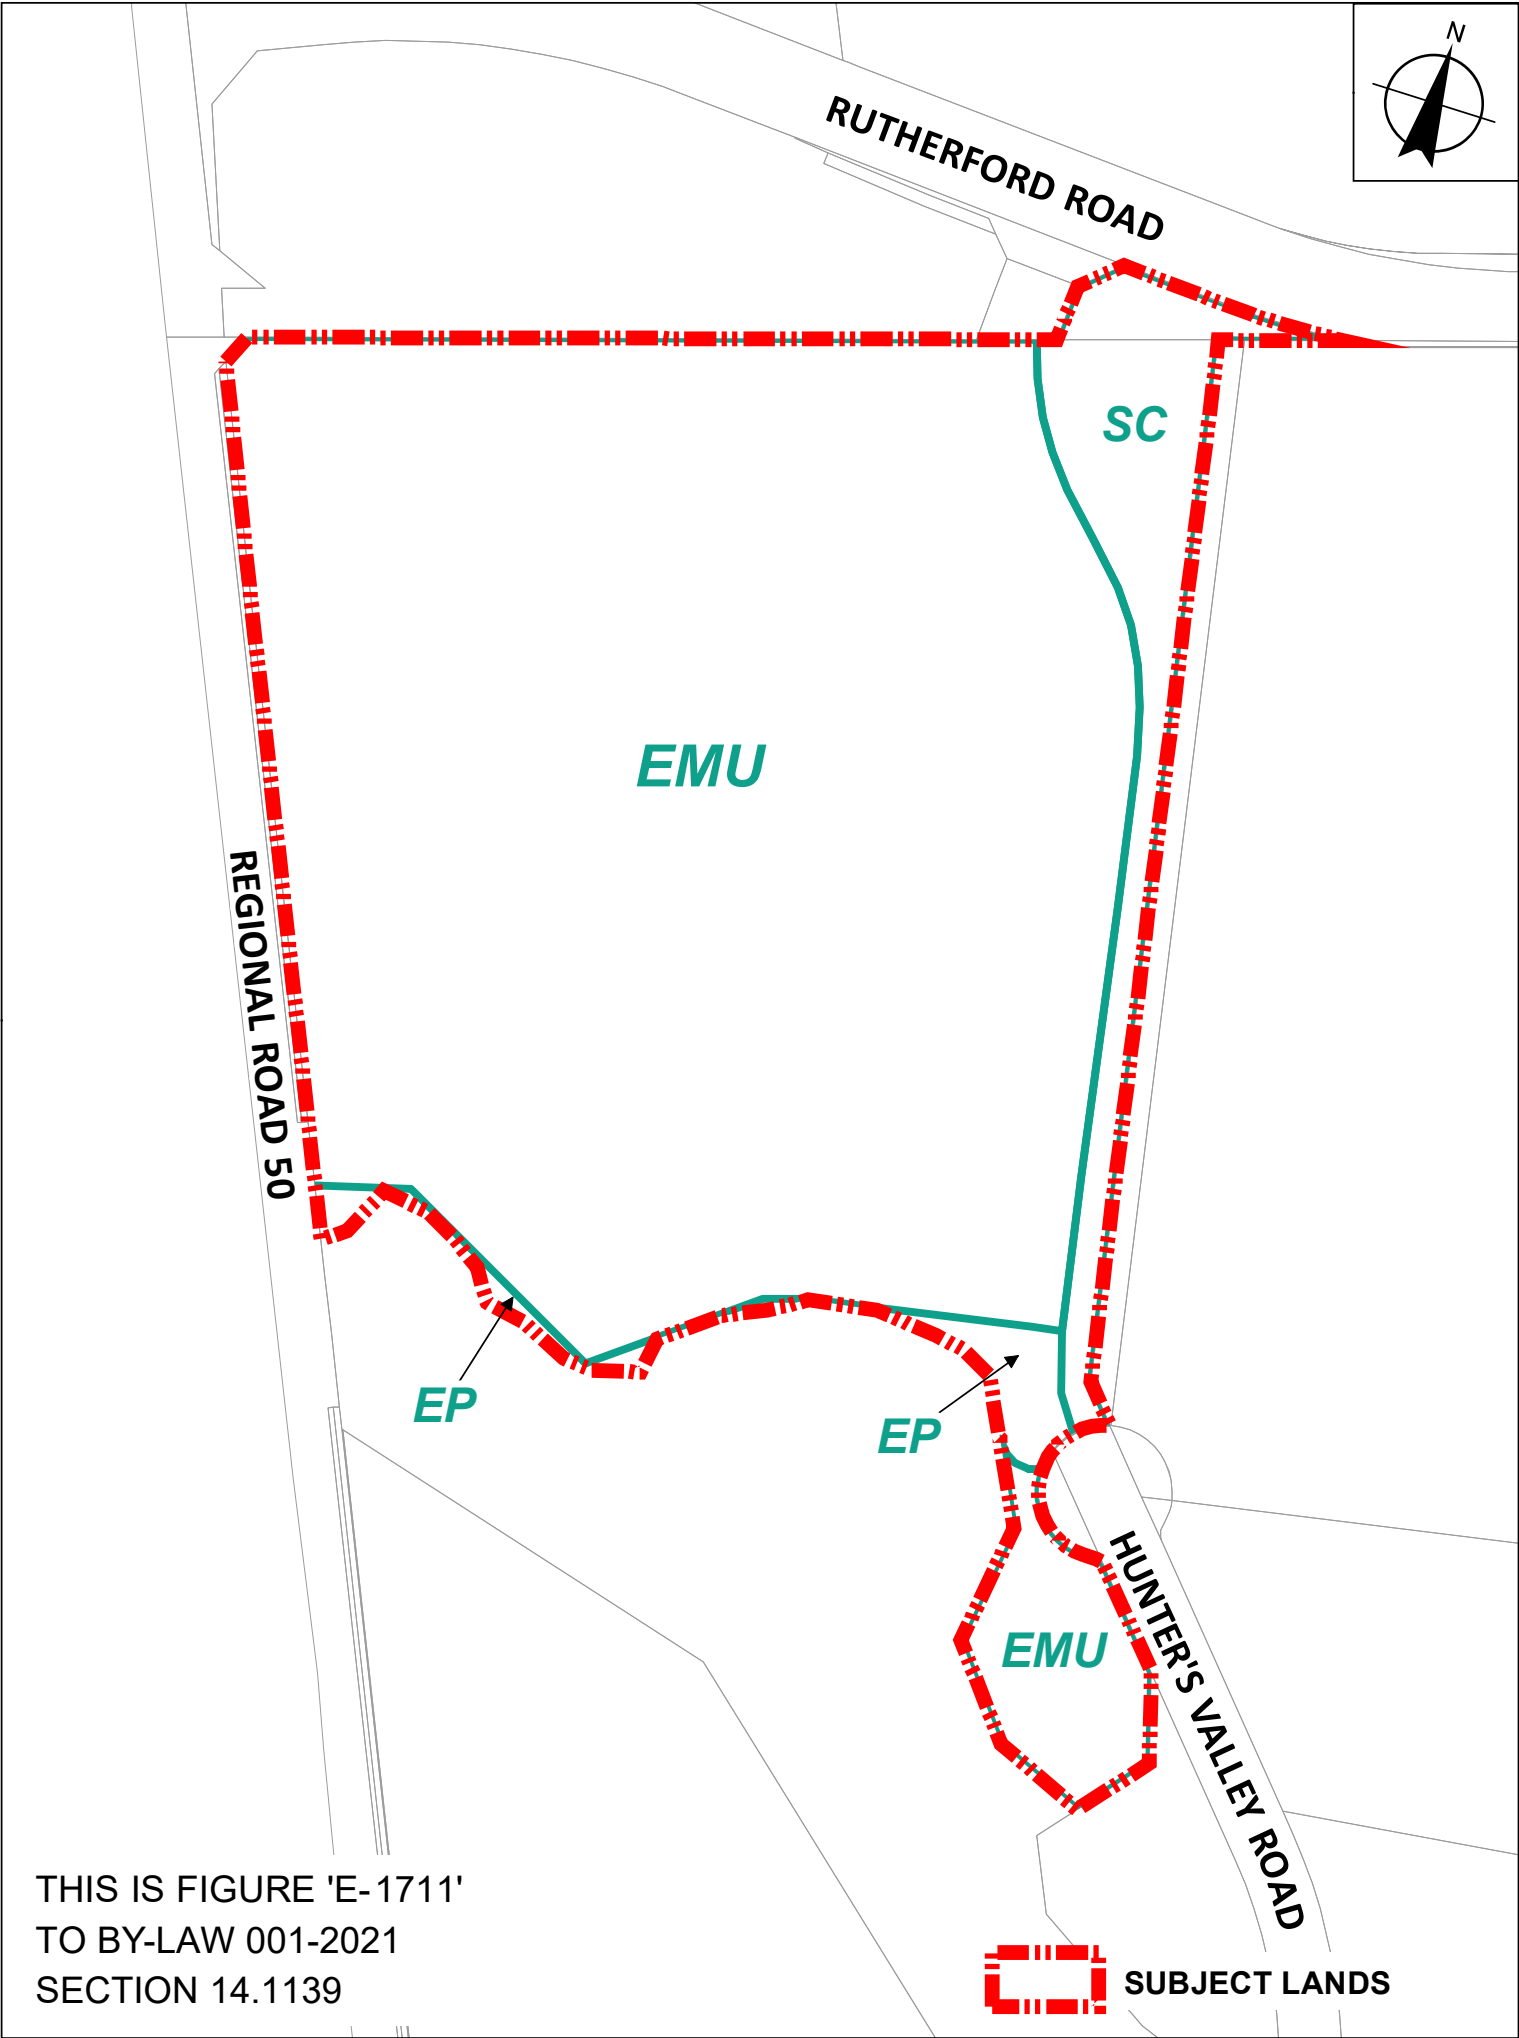 N
RUTHERFORD ROAD
SC
EMU
REGIONAL ROAD 50
EP
EP
EMU
HUNTER'S VALLEY ROAD
THIS IS FIGURE 'E-1711'
TO BY-LAW 001-2021
SECTION 14.1139
SUBJECT LANDS